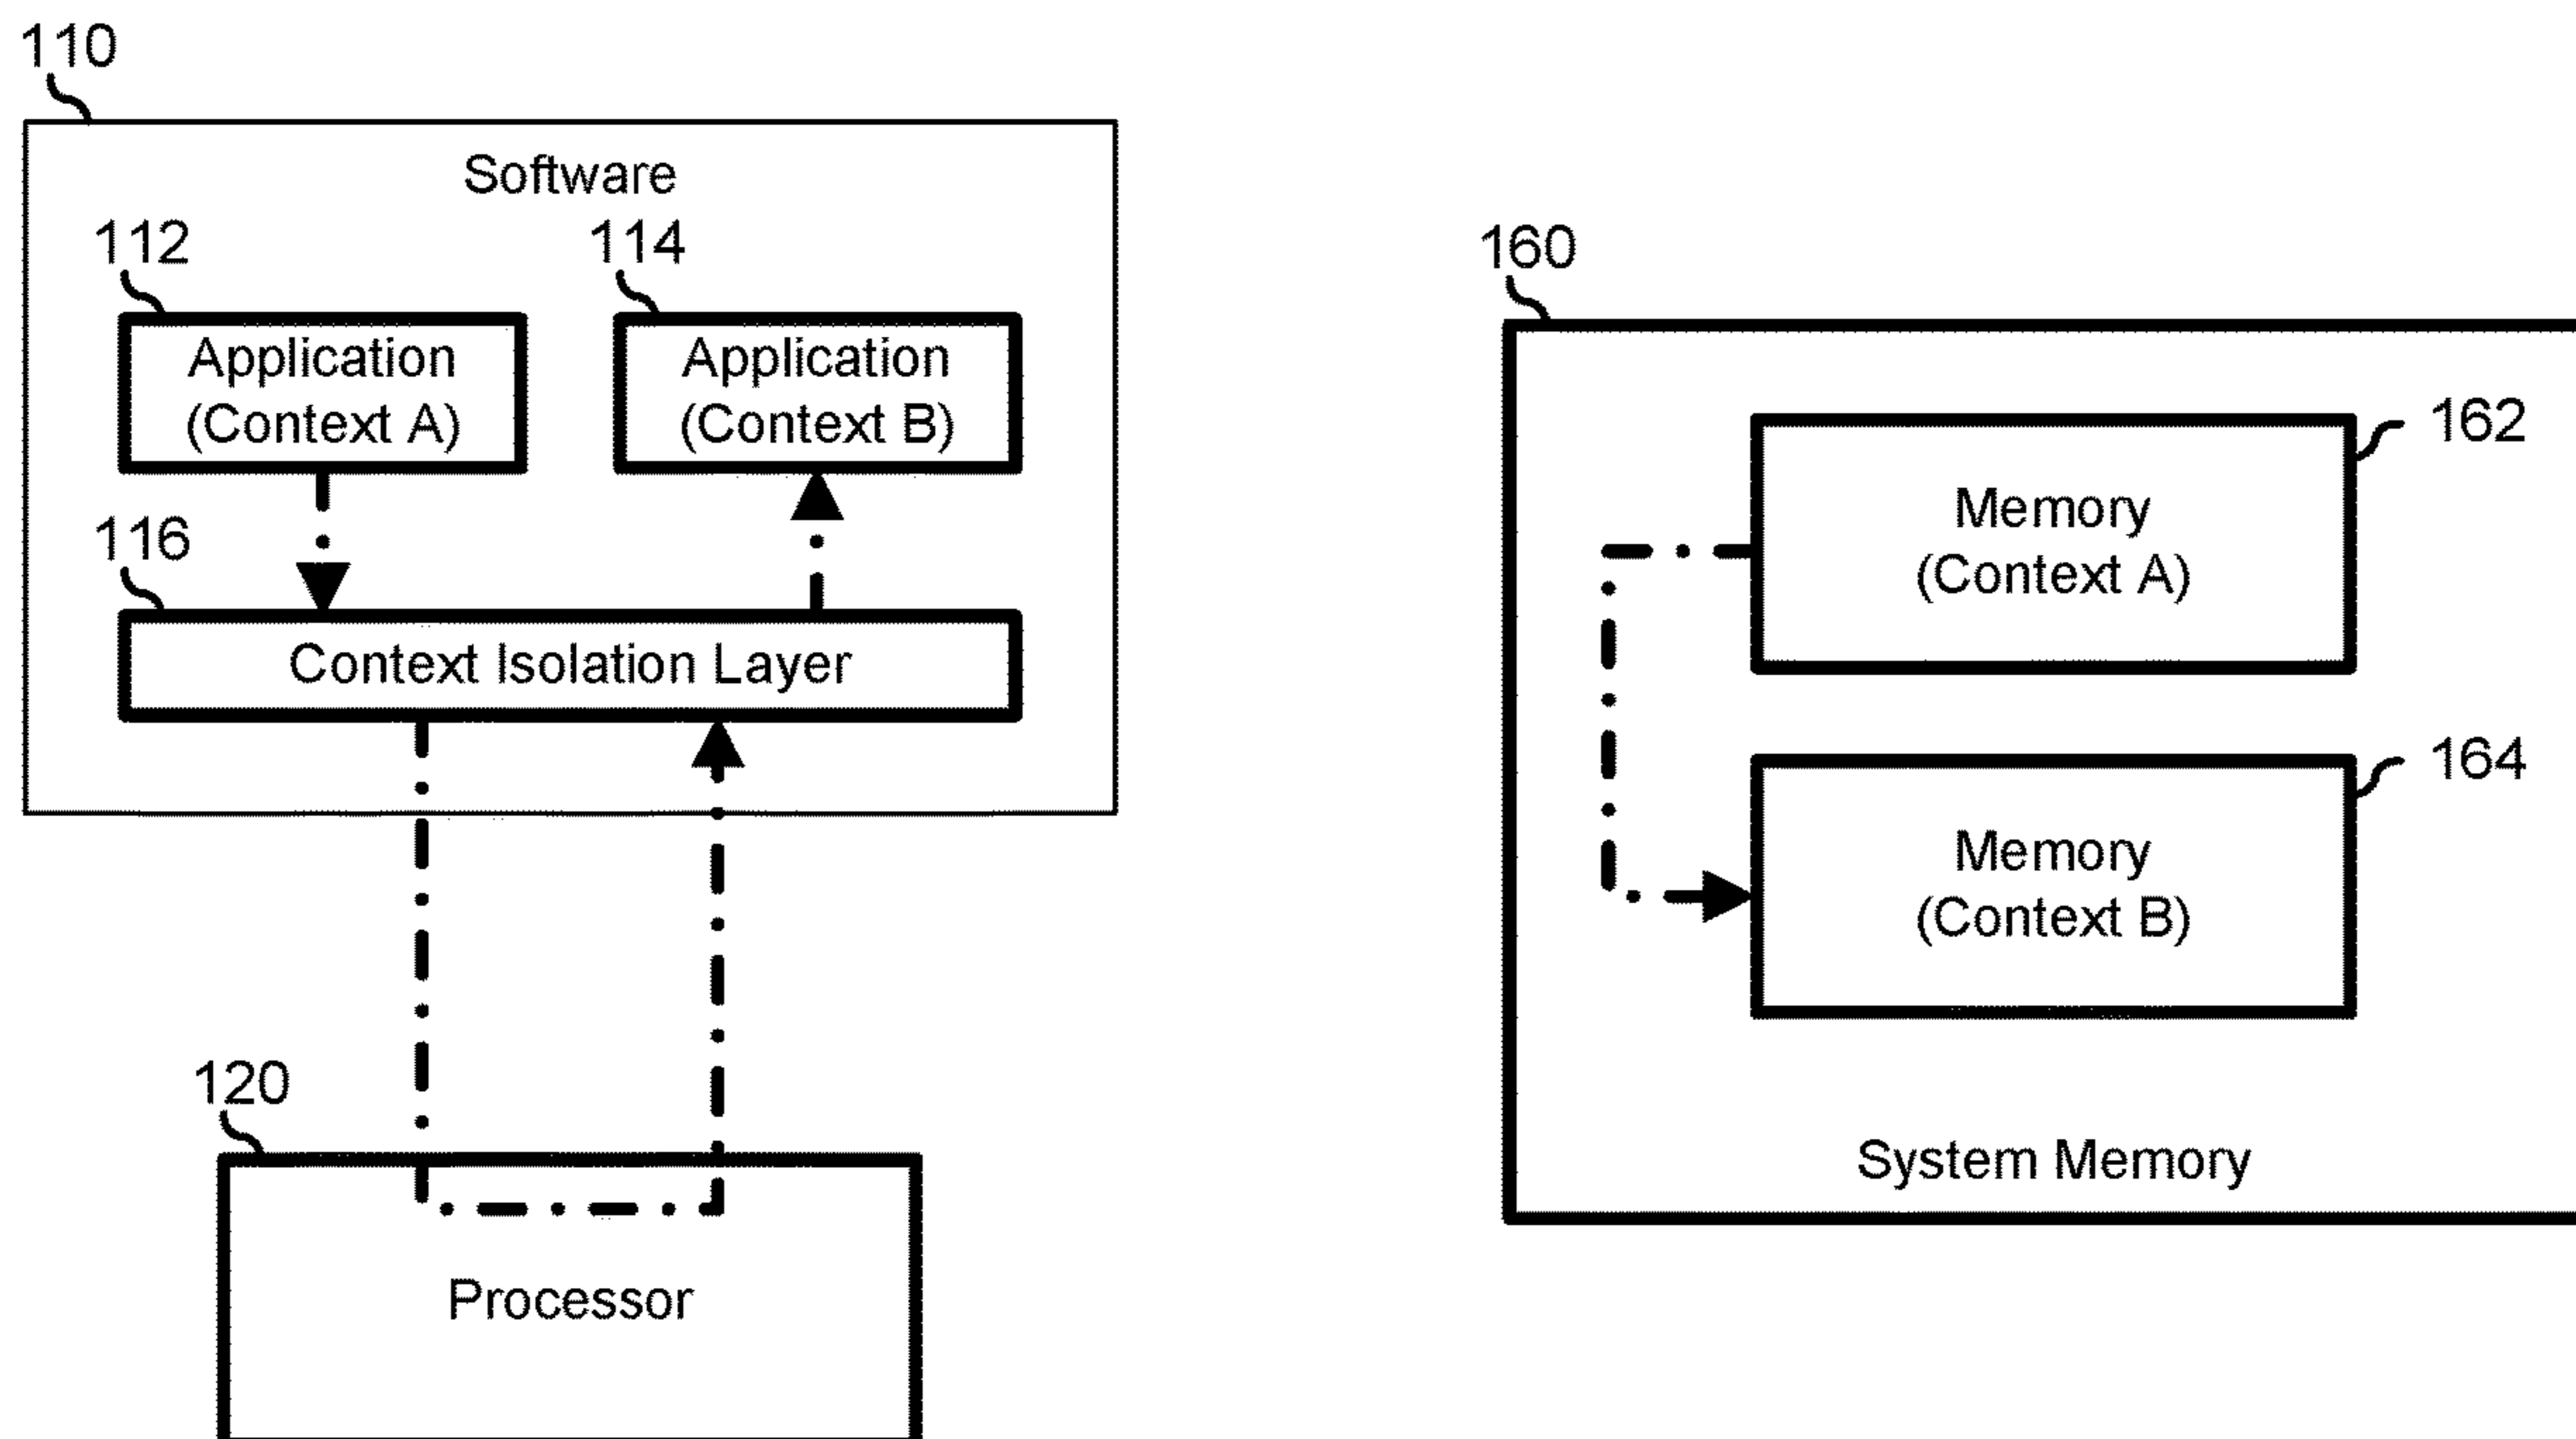 110
Software
112
114
Application
(Context A)
Application
(Context B)
116
Context Isolation Layer
120
Processor
160
162
Memory
(Context A)
164
Memory
(Context B)
System Memory